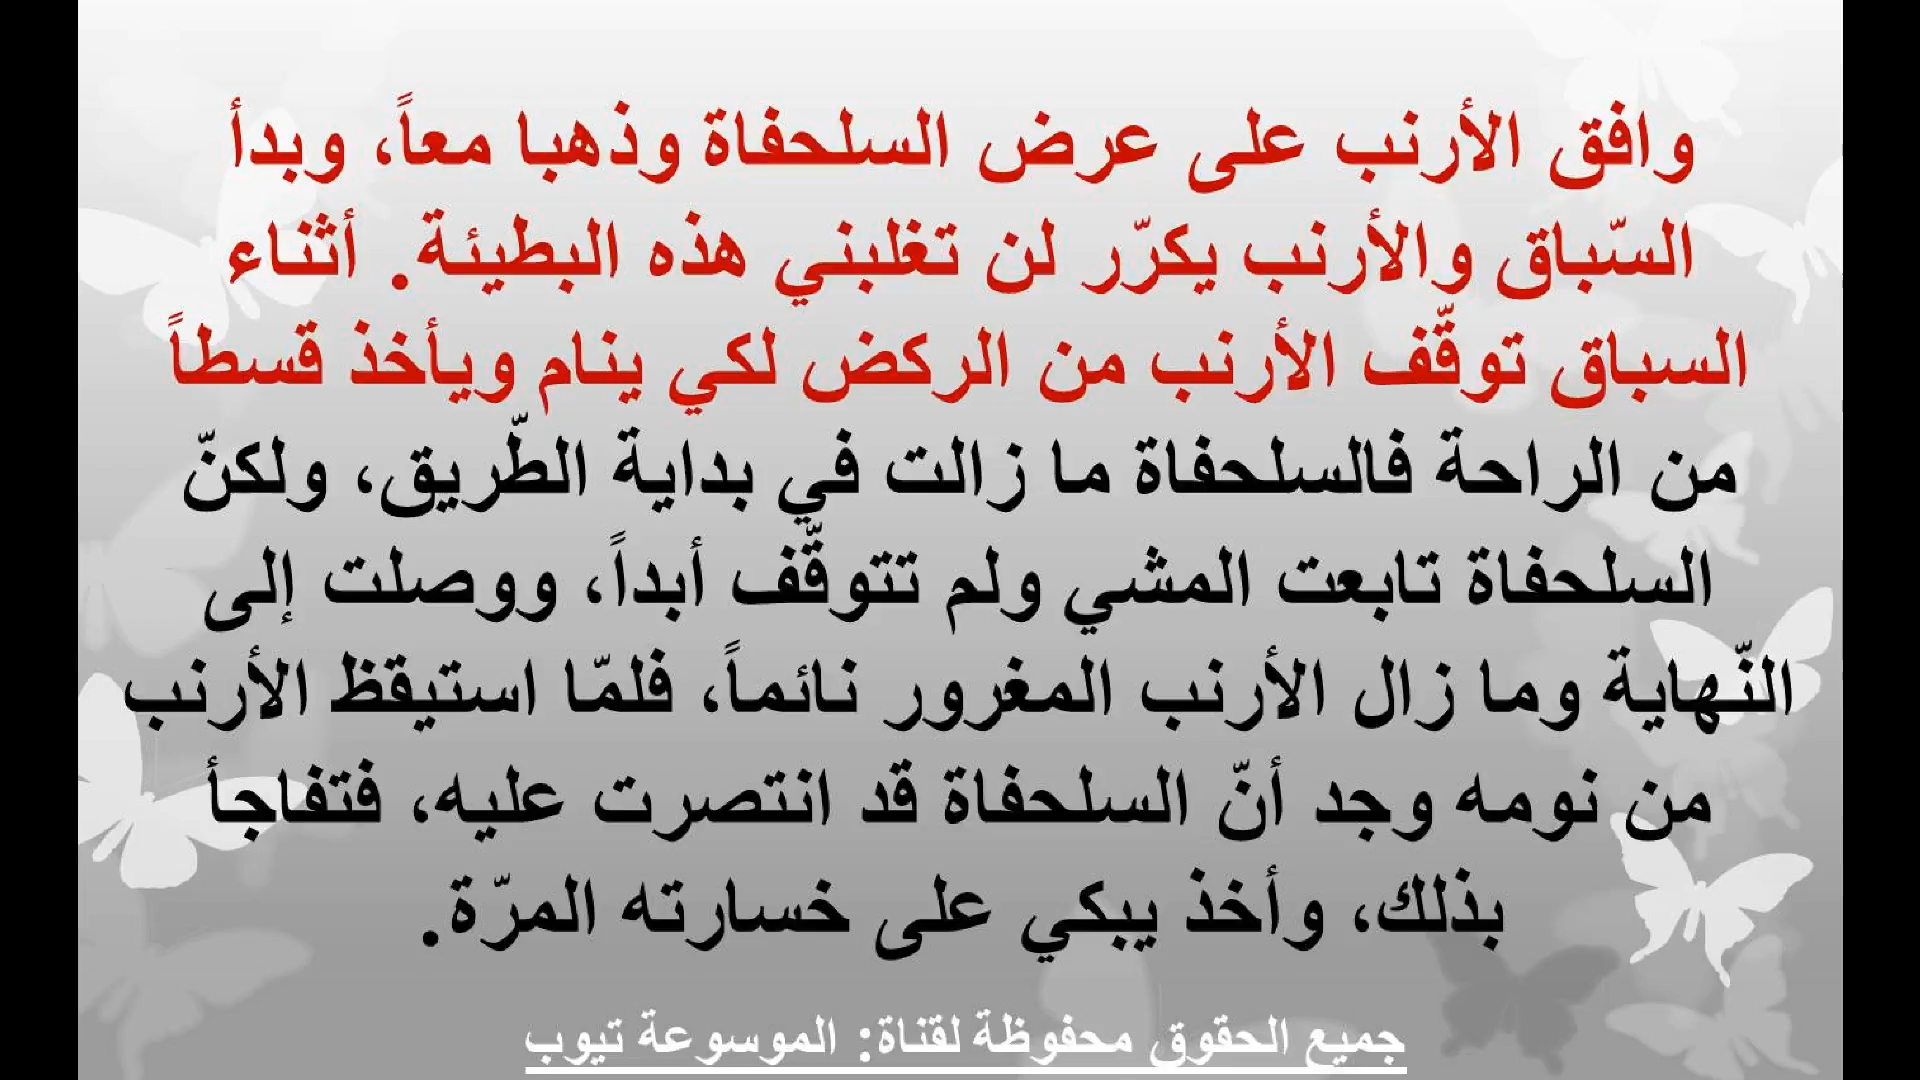 وافق الأرنب على عرض السلحفاة وذهبا معاً، وبدأ
السّباق والأرنب يكرّر لن تغلبني هذه البطيئة. أثناء
السباق توقّف الأرنب من الركض لكي ينام ويأخذ قسطاً
من الراحة فالسلحفاة ما زالت في بداية الطّريق، ولكنّ
السلحفاة تابعت المشي ولم تتوقّف أبداً، ووصلت إلى
النّهاية وما زال الأرنب المغرور نائماً، فلمّا استيقظ الأرنب
من نومه وجد أنّ السلحفاة قد انتصرت عليه، فتفاجأ
بذلك، وأخذ يبكي على خسارته المرّة.
جميع الحقوق محفوظة لقناة: الموسوعة تيوب